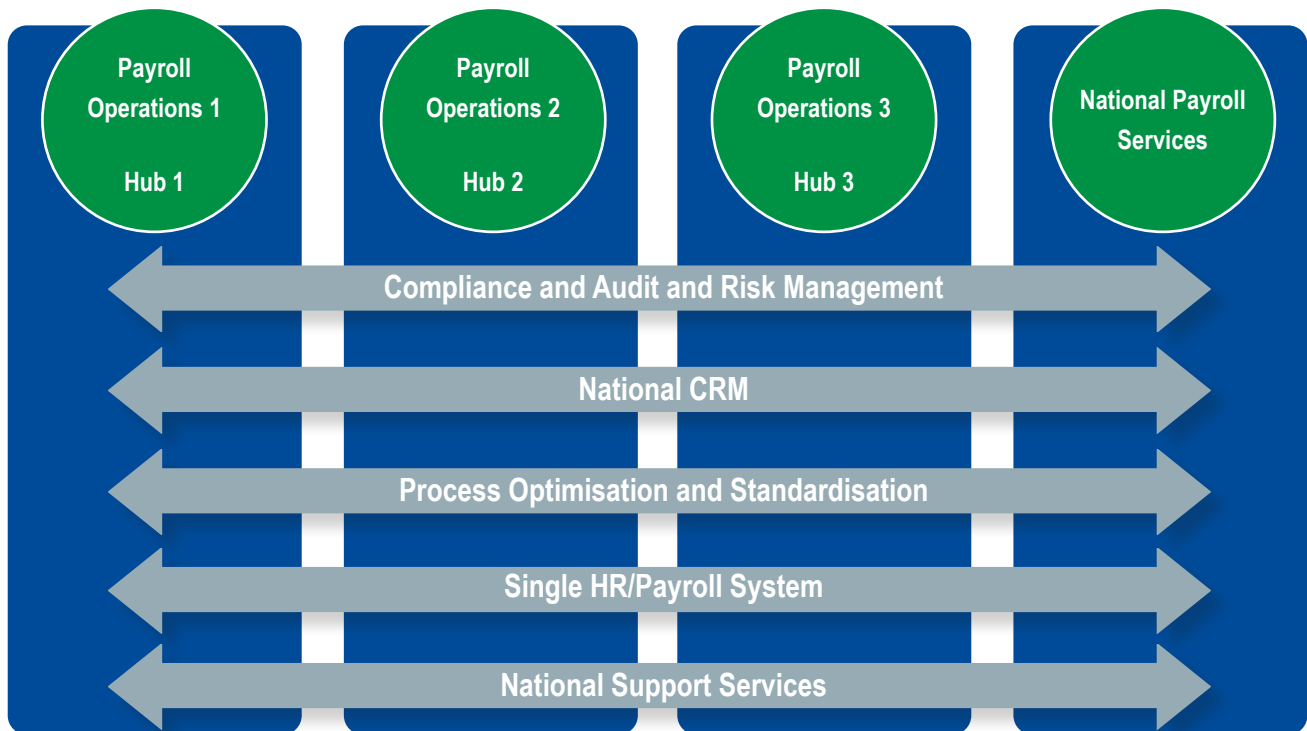 Payroll
Operations 1
Hub 1
Payroll
Operations 2
Hub 2
Payroll
Operations 3
Hub 3
National Payroll
Services
Compliance and Audit and Risk Management
National CRM
Process Optimisation and Standardisation
Single HR/Payroll System
National Support Services